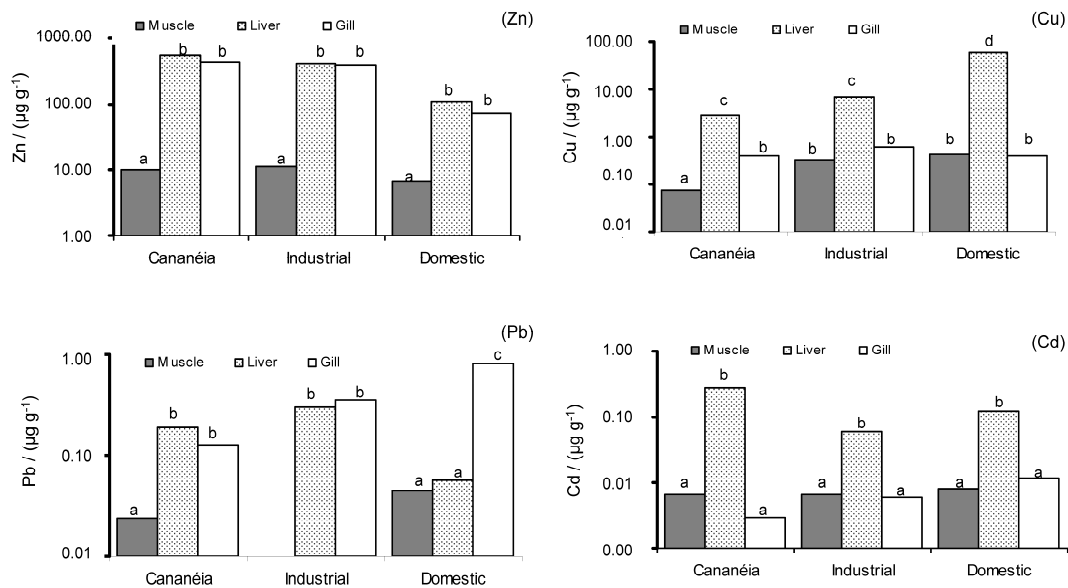 (Zn)
Muscle Liver Gill
1000.00
100.00
10.00
1.00
Zn / (µg g⁻¹)
a b b
a b b
a b b
Cananéia Industrial Domestic
(Cu)
Muscle Liver Gill
100.00
10.00
1.00
0.10
0.01
Cu / (µg g⁻¹)
a c b
b c b
b d b
Cananéia Industrial Domestic
(Pb)
Muscle Liver Gill
1.00
0.10
0.01
Pb / (µg g⁻¹)
a b b
b b
a a c
Cananéia Industrial Domestic
(Cd)
Muscle Liver Gill
1.00
0.10
0.01
0.00
Cd / (µg g⁻¹)
a b a
a b a
a b a
Cananéia Industrial Domestic